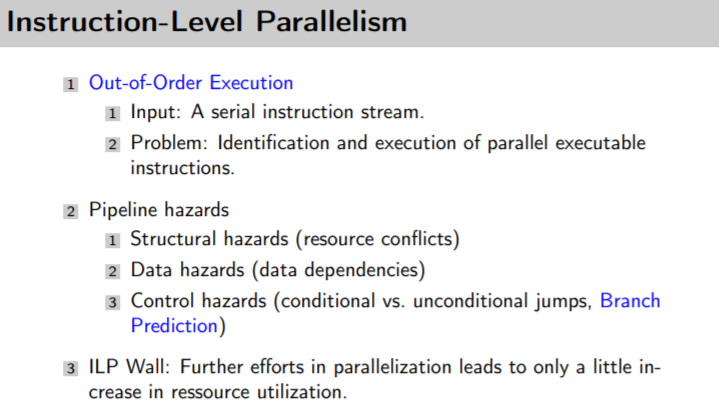 Instruction-Level Parallelism
1 Out-of-Order Execution
1 Input: A serial instruction stream.
2 Problem: Identification and execution of parallel executable
instructions.
2 Pipeline hazards
1 Structural hazards (resource conflicts)
2 Data hazards (data dependencies)
3 Control hazards (conditional vs. unconditional jumps, Branch
Prediction)
3 ILP Wall: Further efforts in parallelization leads to only a little in-
crease in ressource utilization.